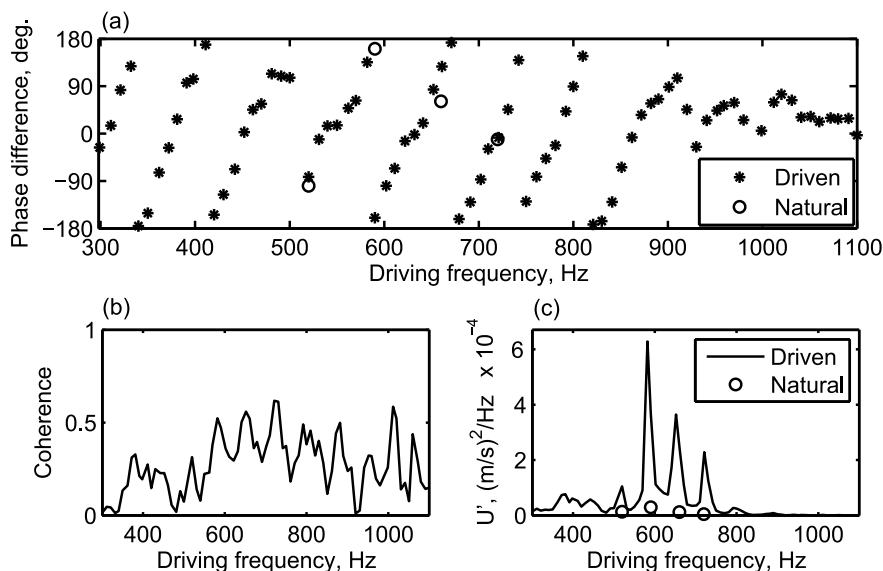 (a)
Phase difference, deg.
180
90
0
−90
−180
300 400 500 600 700 800 900 1000 1100
Driving frequency, Hz
Driven
Natural
(b)
Coherence
1
0.5
0
400 600 800 1000
Driving frequency, Hz
(c)
U', (m/s)²/Hz x 10⁻⁴
6
4
2
0
400 600 800 1000
Driving frequency, Hz
Driven
Natural